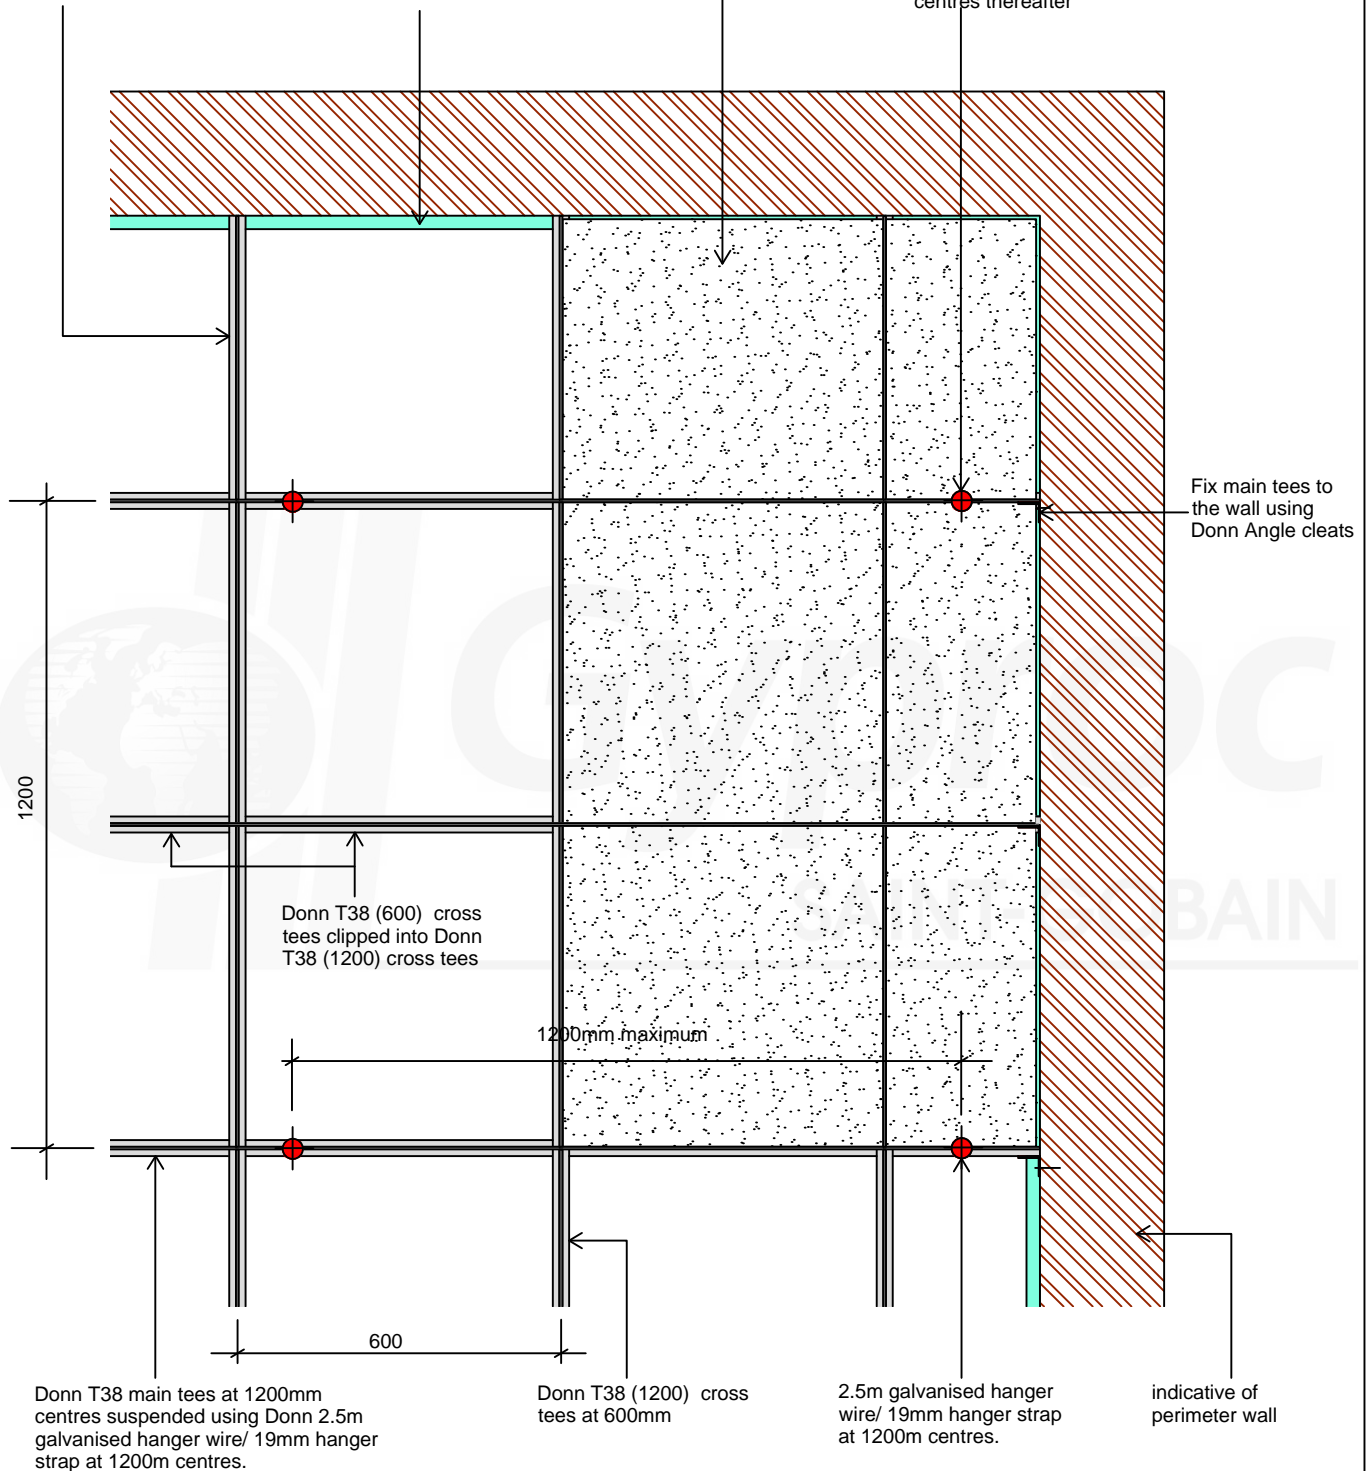 centres thereafter
Fix main tees to
the wall using
Donn Angle cleats
Gyproc
SAINT-GOBAIN
1200
Donn T38 (600) cross
tees clipped into Donn
T38 (1200) cross tees
1200mm maximum
600
Donn T38 main tees at 1200mm
centres suspended using Donn 2.5m
galvanised hanger wire/ 19mm hanger
strap at 1200m centres.
Donn T38 (1200) cross
tees at 600mm
2.5m galvanised hanger
wire/ 19mm hanger strap
at 1200m centres.
indicative of
perimeter wall